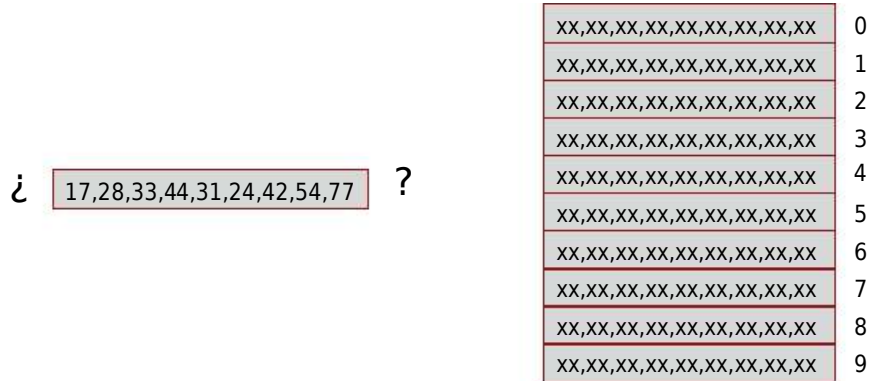 xx,xx,xx,xx,xx,xx,xx,xx,xx 0
xx,xx,xx,xx,xx,xx,xx,xx,xx 1
xx,xx,xx,xx,xx,xx,xx,xx,xx 2
xx,xx,xx,xx,xx,xx,xx,xx,xx 3
xx,xx,xx,xx,xx,xx,xx,xx,xx 4
¿ 17,28,33,44,31,24,42,54,77 ?
xx,xx,xx,xx,xx,xx,xx,xx,xx 5
xx,xx,xx,xx,xx,xx,xx,xx,xx 6
xx,xx,xx,xx,xx,xx,xx,xx,xx 7
xx,xx,xx,xx,xx,xx,xx,xx,xx 8
xx,xx,xx,xx,xx,xx,xx,xx,xx 9